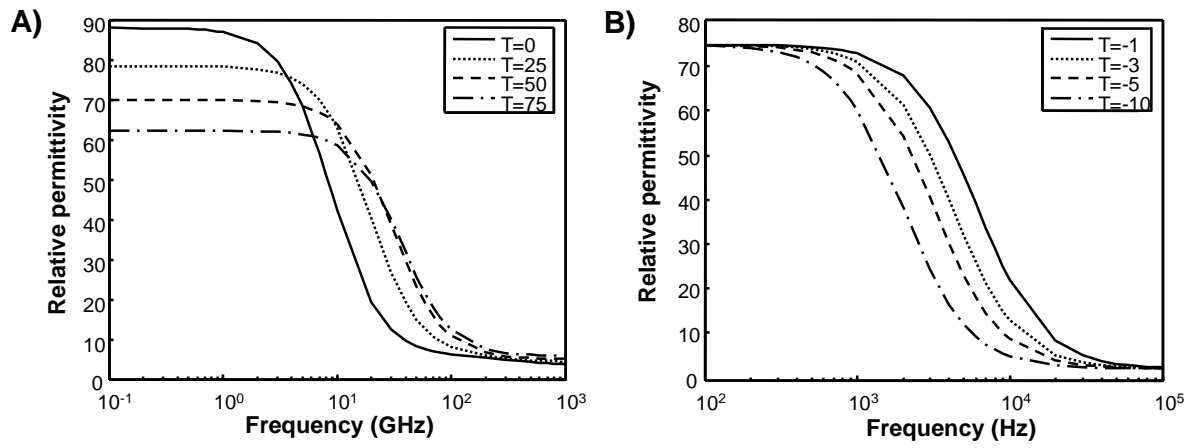 A)
90
80
70
60
50
40
30
20
10
0
Relative permittivity
T=0
T=25
T=50
T=75
10-1
100
101
102
103
Frequency (GHz)
B)
80
70
60
50
40
30
20
10
0
Relative permittivity
T=-1
T=-3
T=-5
T=-10
102
103
104
105
Frequency (Hz)